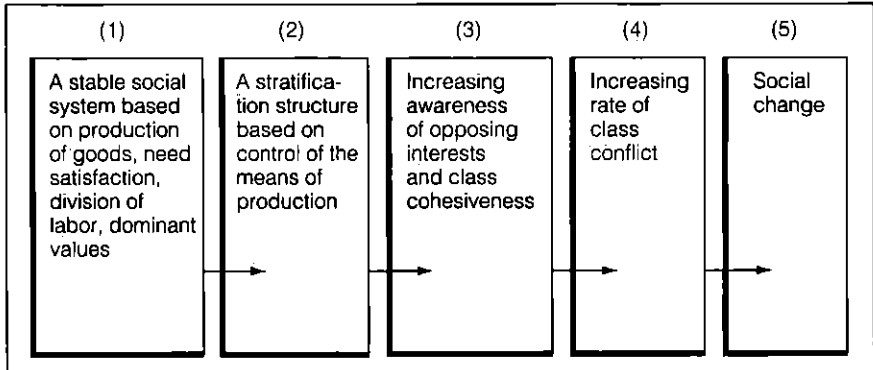 (1)
A stable social
system based
on production
of goods, need
satisfaction,
division of
labor, dominant
values
(2)
A stratifica-
tion structure
based on
control of the
means of
production
(3)
Increasing
awareness
of opposing
interests
and class
cohesiveness
(4)
Increasing
rate of
class
conflict
(5)
Social
change